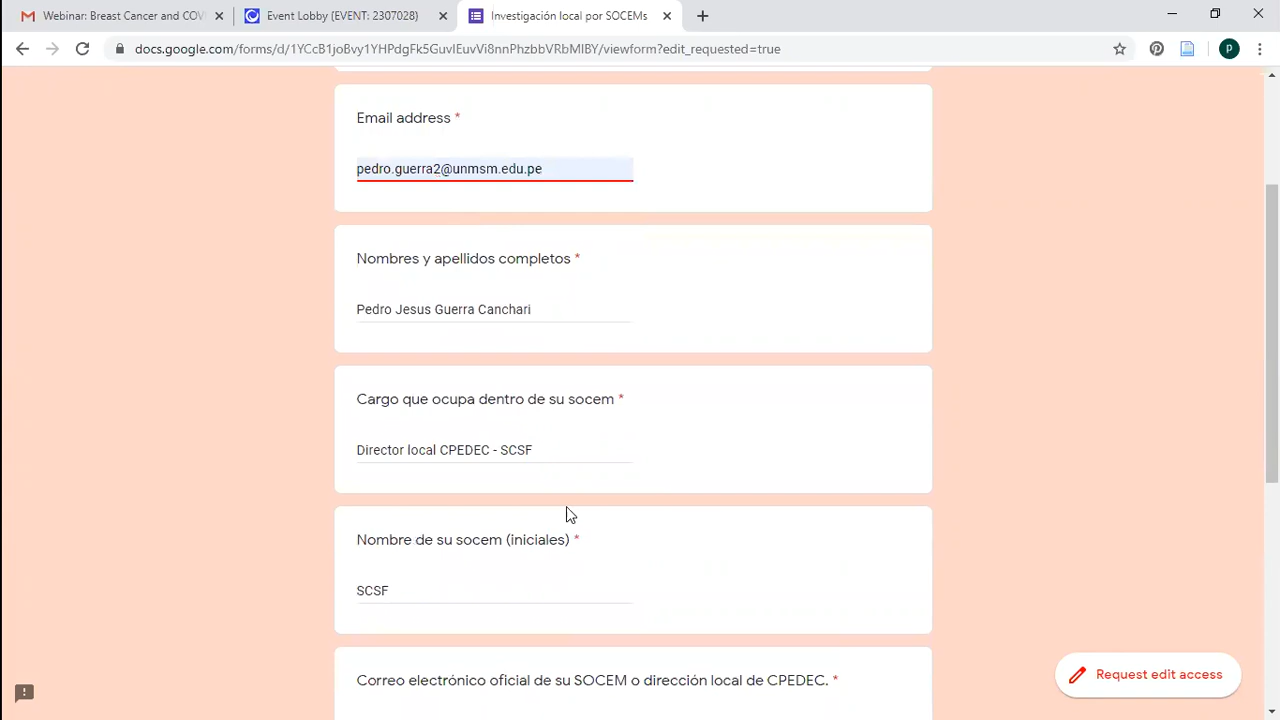 Webinar: Breast Cancer and COV
Event Lobby (EVENT: 2307028)
Investigación local por SOCEMs
docs.google.com/forms/d/1YCcB1joBvy1YHPdgFk5GuvIEuvVi8nnPhzbbVRbMIBY/viewform?edit_requested=true
p
Email address *
pedro.guerra2@unmsm.edu.pe
Nombres y apellidos completos *
Pedro Jesus Guerra Canchari
Cargo que ocupa dentro de su socem *
Director local CPEDEC - SCSF
Nombre de su socem (iniciales) *
SCSF
Request edit access
Correo electrónico oficial de su SOCEM o dirección local de CPEDEC. *